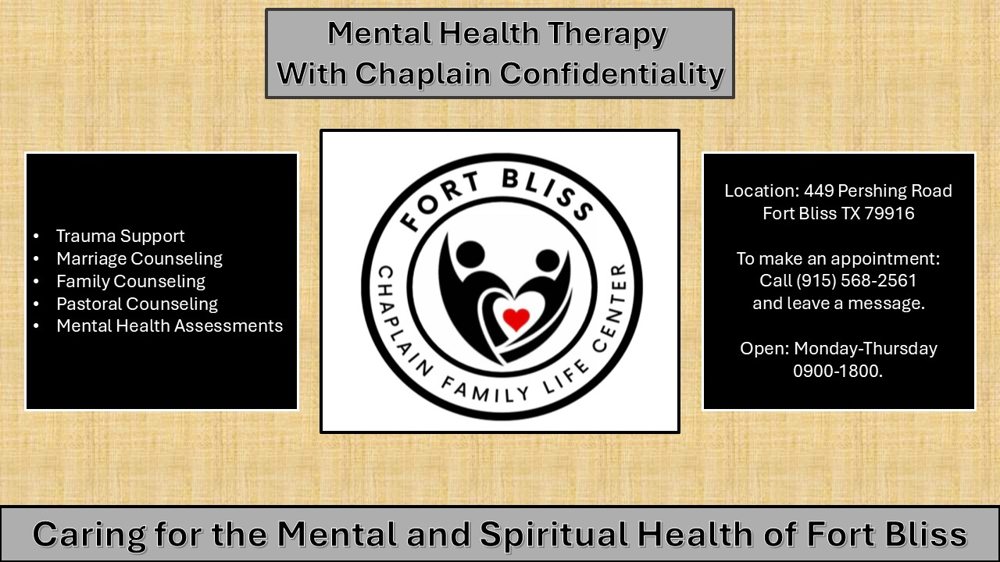 Mental Health Therapy
With Chaplain Confidentiality
• Trauma Support
• Marriage Counseling
• Family Counseling
• Pastoral Counseling
• Mental Health Assessments
FORT BLISS
CHAPLAIN FAMILY LIFE CENTER
Location: 449 Pershing Road
Fort Bliss TX 79916
To make an appointment:
Call (915) 568-2561
and leave a message.
Open: Monday-Thursday
0900-1800.
Caring for the Mental and Spiritual Health of Fort Bliss